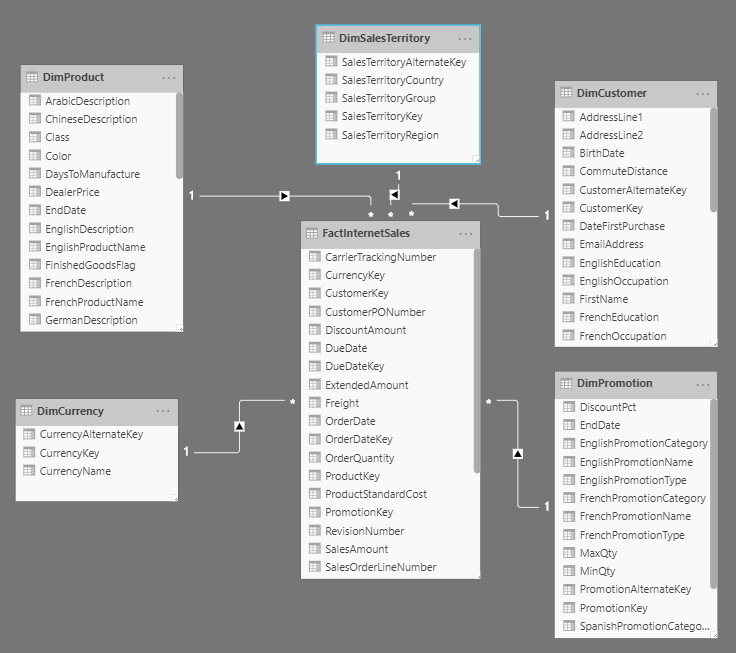 DimSalesTerritory
SalesTerritoryAlternateKey
SalesTerritoryCountry
SalesTerritoryGroup
SalesTerritoryKey
SalesTerritoryRegion
DimProduct
ArabicDescription
ChineseDescription
Class
Color
DaysToManufacture
DealerPrice
EndDate
EnglishDescription
EnglishProductName
FinishedGoodsFlag
FrenchDescription
FrenchProductName
GermanDescription
DimCustomer
AddressLine1
AddressLine2
BirthDate
CommuteDistance
CustomerAlternateKey
CustomerKey
DateFirstPurchase
EmailAddress
EnglishEducation
EnglishOccupation
FirstName
FrenchEducation
FrenchOccupation
1
1
1
*
*
*
FactInternetSales
CarrierTrackingNumber
CurrencyKey
CustomerKey
CustomerPONumber
DiscountAmount
DueDate
DueDateKey
ExtendedAmount
Freight
OrderDate
OrderDateKey
OrderQuantity
ProductKey
ProductStandardCost
PromotionKey
RevisionNumber
SalesAmount
SalesOrderLineNumber
DimCurrency
CurrencyAlternateKey
CurrencyKey
CurrencyName
1
*
*
1
DimPromotion
DiscountPct
EndDate
EnglishPromotionCategory
EnglishPromotionName
EnglishPromotionType
FrenchPromotionCategory
FrenchPromotionName
FrenchPromotionType
MaxQty
MinQty
PromotionAlternateKey
PromotionKey
SpanishPromotionCatego...